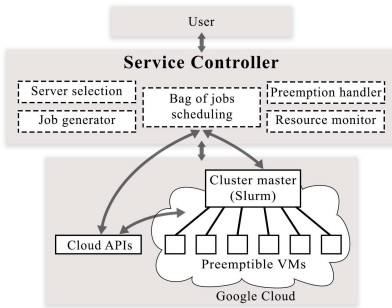 User
Service Controller
Server selection
Bag of jobs
scheduling
Preemption handler
Job generator
Resource monitor
Cluster master
(Slurm)
Cloud APIs
Preemptible VMs
Google Cloud